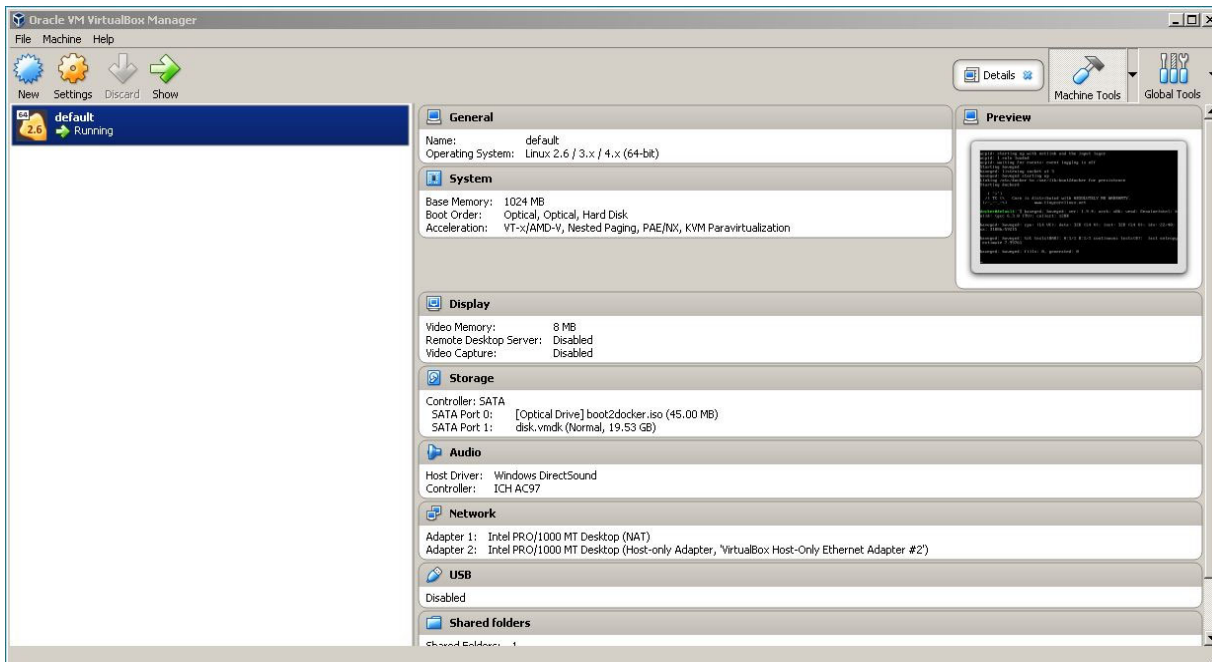 Oracle VM VirtualBox Manager
File Machine Help
New Settings Discard Show
Details
Machine Tools
Global Tools
64
2.6
default
Running
General
Name: default
Operating System: Linux 2.6 / 3.x / 4.x (64-bit)
System
Base Memory: 1024 MB
Boot Order: Optical, Optical, Hard Disk
Acceleration: VT-x/AMD-V, Nested Paging, PAE/NX, KVM Paravirtualization
Preview
Display
Video Memory: 8 MB
Remote Desktop Server: Disabled
Video Capture: Disabled
Storage
Controller: SATA
SATA Port 0: [Optical Drive] boot2docker.iso (45.00 MB)
SATA Port 1: disk.vmdk (Normal, 19.53 GB)
Audio
Host Driver: Windows DirectSound
Controller: ICH AC97
Network
Adapter 1: Intel PRO/1000 MT Desktop (NAT)
Adapter 2: Intel PRO/1000 MT Desktop (Host-only Adapter, 'VirtualBox Host-Only Ethernet Adapter #2')
USB
Disabled
Shared folders
Shared Folders: 1